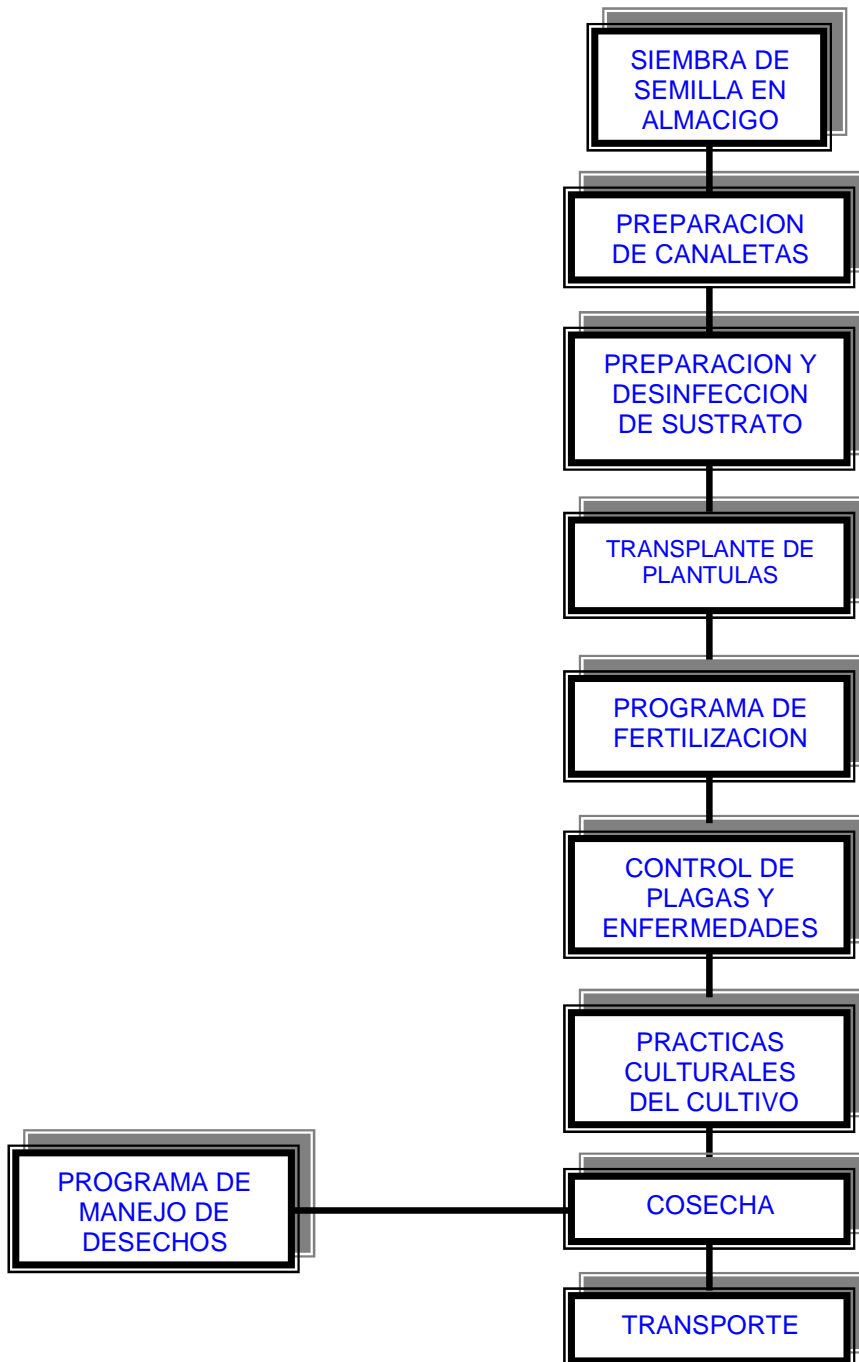 SIEMBRA DE
SEMILLA EN
ALMACIGO
PREPARACION
DE CANALETAS
PREPARACION Y
DESINFECCION
DE SUSTRATO
TRANSPLANTE DE
PLANTULAS
PROGRAMA DE
FERTILIZACION
CONTROL DE
PLAGAS Y
ENFERMEDADES
PRACTICAS
CULTURALES
DEL CULTIVO
PROGRAMA DE
MANEJO DE
DESECHOS
COSECHA
TRANSPORTE